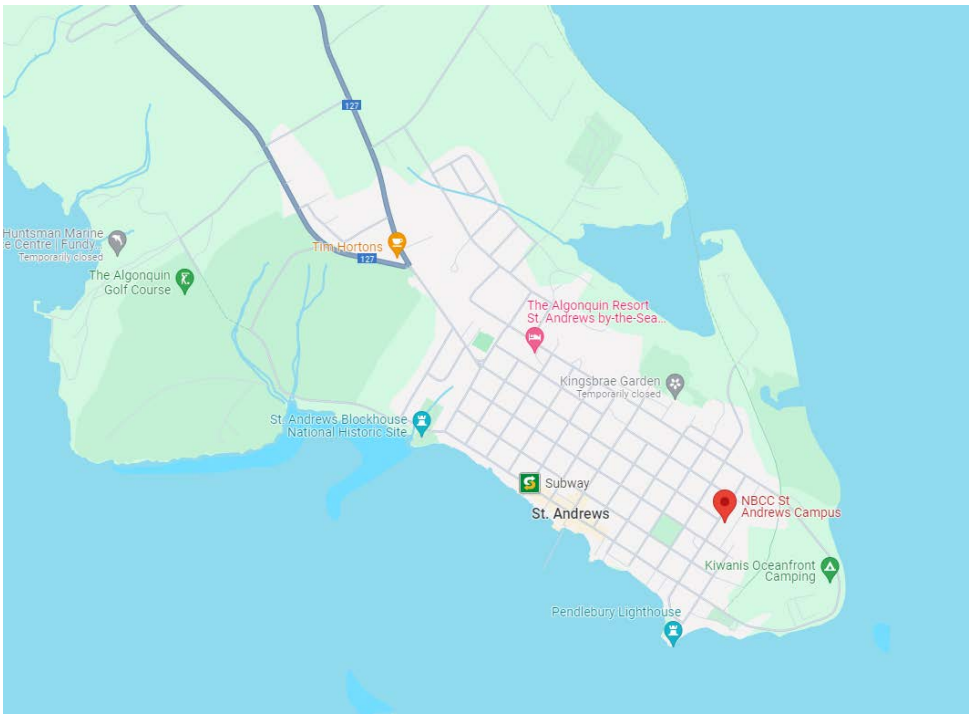 127
Huntsman Marine
ce Centre | Fundy...
Temporarily closed
Tim Hortons
127
The Algonquin
Golf Course
The Algonquin Resort
St. Andrews by-the-Sea...
Kingsbrae Garden
Temporarily closed
St. Andrews Blockhouse
National Historic Site
Subway
St. Andrews
NBCC St
Andrews Campus
Kiwanis Oceanfront
Camping
Pendlebury Lighthouse